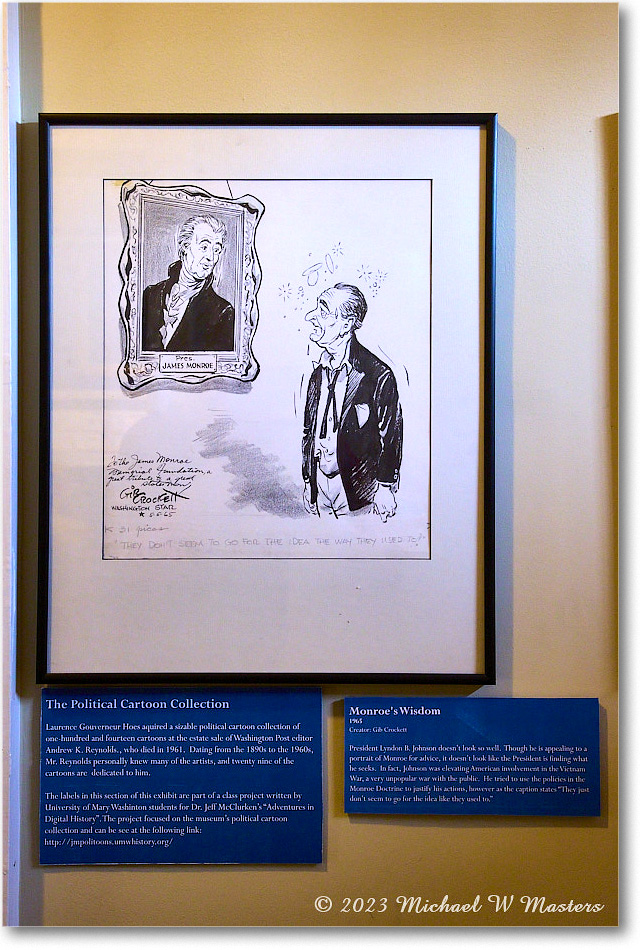 Pres.
JAMES MONROE
To the James Monroe
Memorial Foundation, a
great tribute to a great
statesman
GIB
CROCKETT
WASHINGTON STAR
65
21 picas
"THEY DON'T SEEM TO GO FOR THE IDEA THE WAY THEY USED TO!"
The Political Cartoon Collection
Laurence Gouverneur Hoes aquired a sizable political cartoon collection of
one-hundred and fourteen cartoons at the estate sale of Washington Post editor
Andrew K. Reynolds., who died in 1961.  Dating from the 1890s to the 1960s,
Mr. Reynolds personally knew many of the artists, and twenty nine of the
cartoons are  dedicated to him.
The labels in this section of this exhibit are part of a class project written by
University of Mary Washinton students for Dr. Jeff McClurken's "Adventures in
Digital History". The project focused on the museum's political cartoon
collection and can be see at the following link:
http://jmpolitoons.umwhistory.org/
Monroe's Wisdom
1965
Creator: Gib Crockett
President Lyndon B. Johnson doesn't look so well.  Though he is appealing to a
portrait of Monroe for advice, it doesn't look like the President is finding what
he seeks.  In fact, Johnson was elevating American involvement in the Vietnam
War, a very unpopular war with the public.  He tried to use the policies in the
Monroe Doctrine to justify his actions, however as the caption states "They just
don't seem to go for the idea like they used to."
© 2023 Michael W Masters